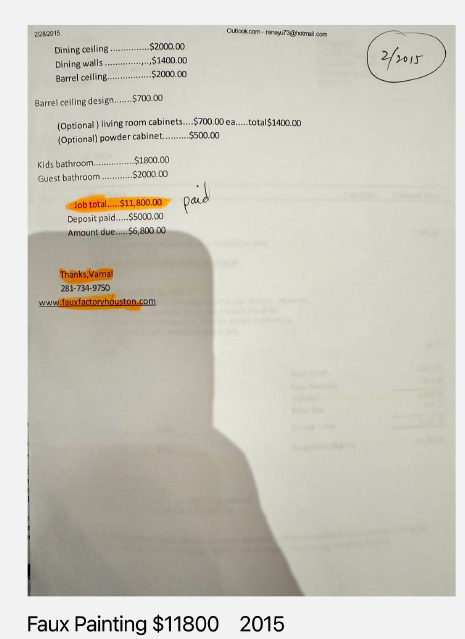 2/28/2015
Outlook.com - renayu73@hotmail.com
2/2015
Dining ceiling ..............$2000.00
Dining walls ..........,..,$1400.00
Barrel ceiling...............$2000.00
Barrel ceiling design.......$700.00
(Optional ) living room cabinets....$700.00 ea.....total$1400.00
(Optional) powder cabinet..........$500.00
Kids bathroom...............$1800.00
Guest bathroom ............$2000.00
Job total.....$11,800.00 paid
Deposit paid.....$5000.00
Amount due.....$6,800.00
Thanks,Vamal
281-734-9750
www.fauxfactoryhouston.com
Faux Painting $11800 2015